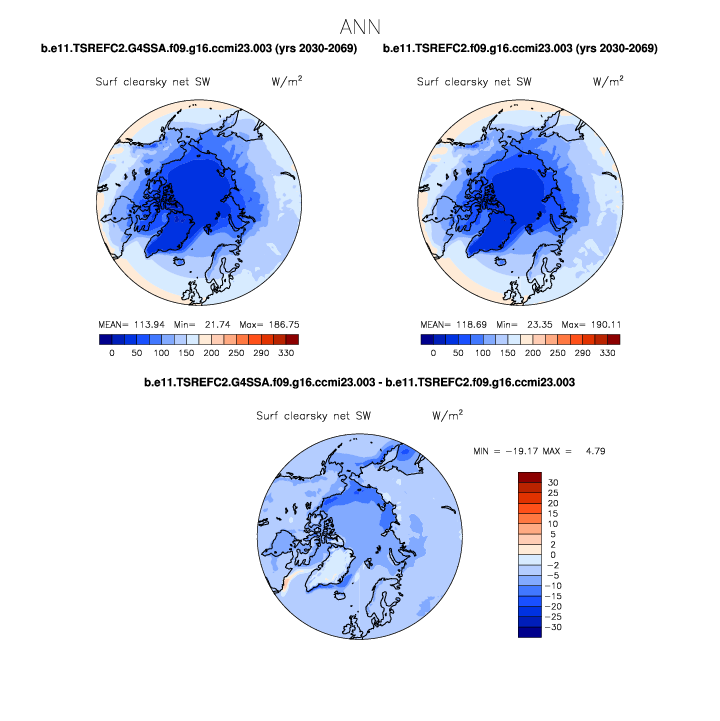 ANN
b.e11.TSREFC2.G4SSA.f09.g16.ccmi23.003 (yrs 2030-2069) b.e11.TSREFC2.f09.g16.ccmi23.003 (yrs 2030-2069)
Surf clearsky net SW W/m² Surf clearsky net SW W/m²
MEAN= 113.94 Min= 21.74 Max= 186.75 MEAN= 118.69 Min= 23.35 Max= 190.11
0 50 100 150 200 250 290 330 0 50 100 150 200 250 290 330
b.e11.TSREFC2.G4SSA.f09.g16.ccmi23.003 - b.e11.TSREFC2.f09.g16.ccmi23.003
Surf clearsky net SW W/m²
MIN = -19.17 MAX = 4.79
30
25
20
15
10
5
2
0
-2
-5
-10
-15
-20
-25
-30